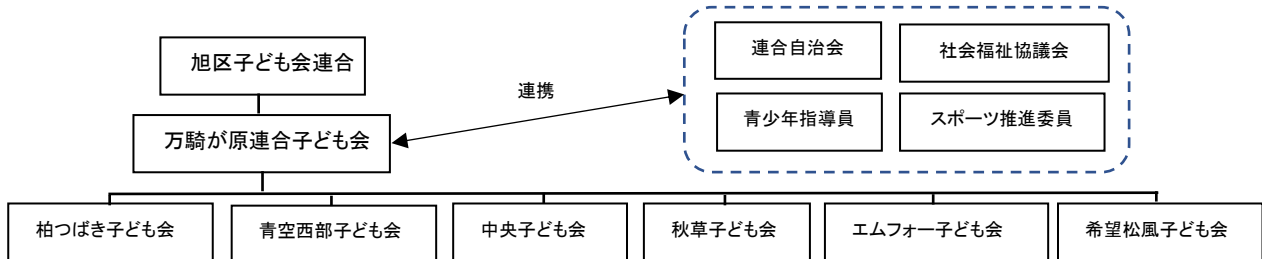 旭区子ども会連合
連合自治会
社会福祉協議会
連携
青少年指導員
スポーツ推進委員
万騎が原連合子ども会
柏つばき子ども会
青空西部子ども会
中央子ども会
秋草子ども会
エムフォー子ども会
希望松風子ども会